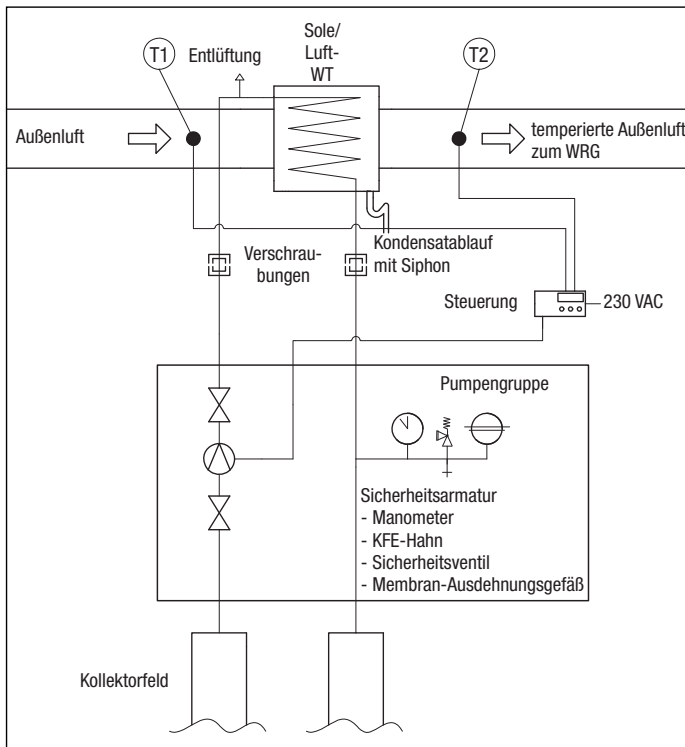 Sole/
Luft-
WT
T1
Entlüftung
T2
Außenluft
temperierte Außenluft
zum WRG
Verschrau-
bungen
Kondensatablauf
mit Siphon
Steuerung
230 VAC
Pumpengruppe
Sicherheitsarmatur
- Manometer
- KFE-Hahn
- Sicherheitsventil
- Membran-Ausdehnungsgefäß
Kollektorfeld